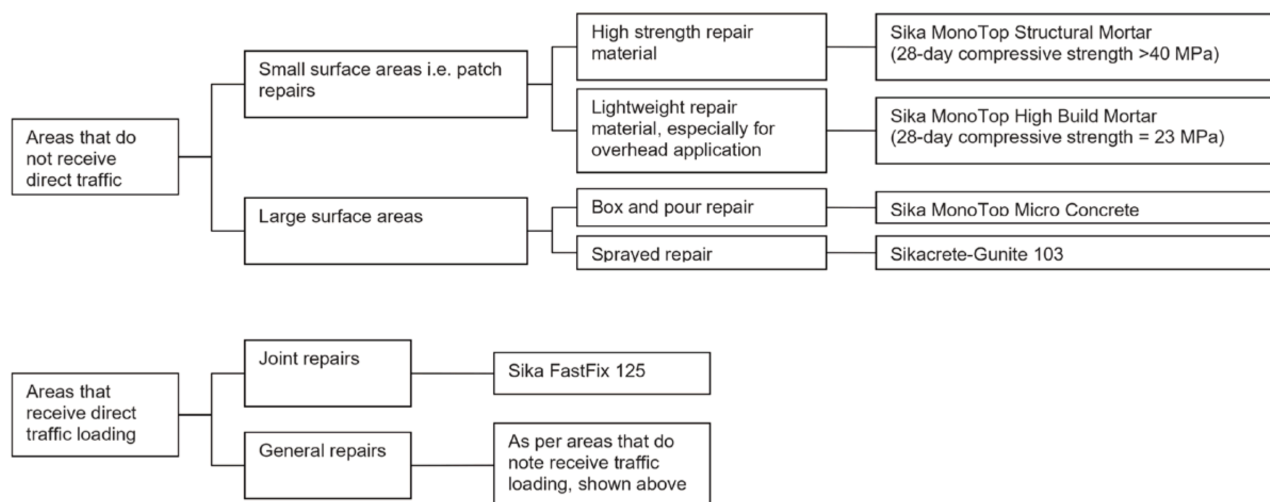 Areas that do
not receive
direct traffic
Small surface areas i.e. patch
repairs
High strength repair
material
Sika MonoTop Structural Mortar
(28-day compressive strength >40 MPa)
Lightweight repair
material, especially for
overhead application
Sika MonoTop High Build Mortar
(28-day compressive strength = 23 MPa)
Large surface areas
Box and pour repair
Sika MonoTop Micro Concrete
Sprayed repair
Sikacrete-Gunite 103
Areas that
receive direct
traffic loading
Joint repairs
Sika FastFix 125
General repairs
As per areas that do
note receive traffic
loading, shown above